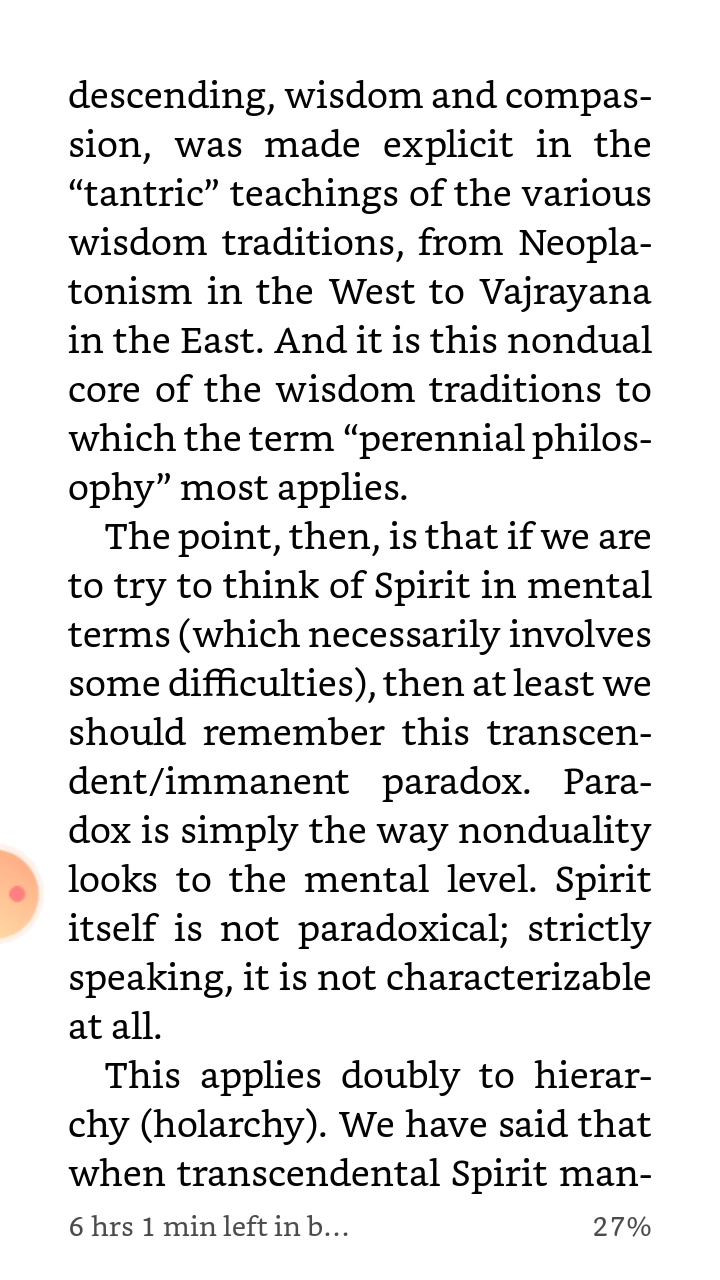 descending, wisdom and compas-
sion, was made explicit in the
“tantric” teachings of the various
wisdom traditions, from Neopla-
tonism in the West to Vajrayana
in the East. And it is this nondual
core of the wisdom traditions to
which the term “perennial philos-
ophy” most applies.
The point, then, is that if we are
to try to think of Spirit in mental
terms (which necessarily involves
some difficulties), then at least we
should remember this transcen-
dent/immanent paradox. Para-
dox is simply the way nonduality
looks to the mental level. Spirit
itself is not paradoxical; strictly
speaking, it is not characterizable
at all.
This applies doubly to hierar-
chy (holarchy). We have said that
when transcendental Spirit man-
6 hrs 1 min left in b... 27%